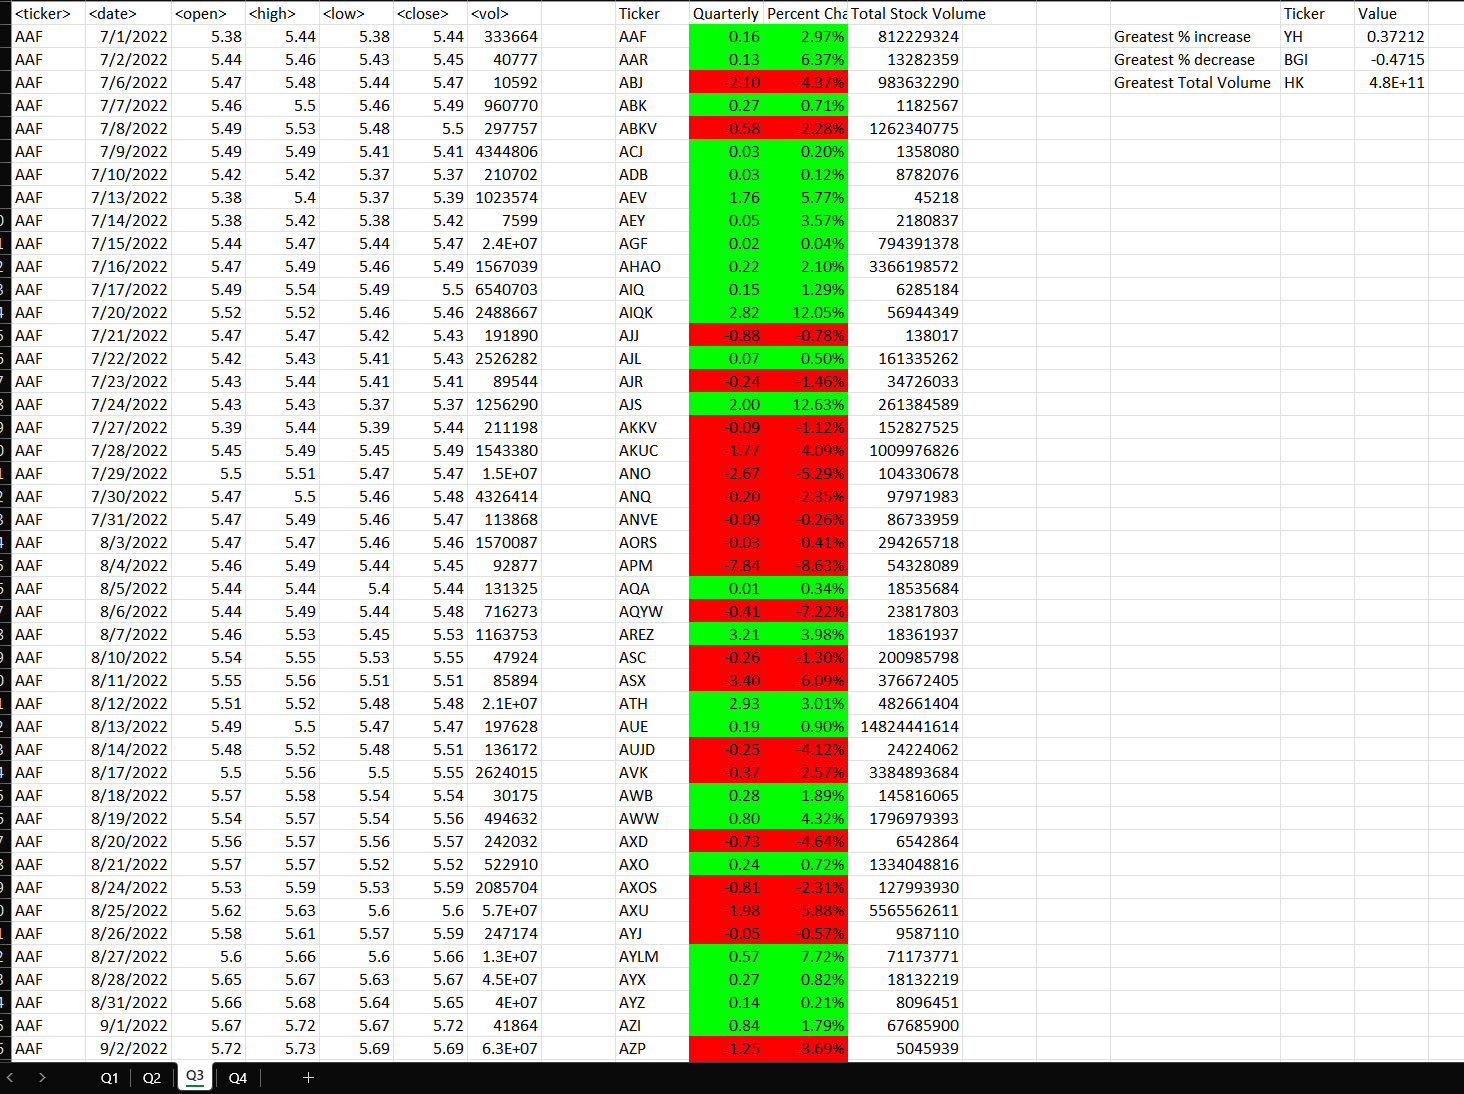 <ticker> <date> <open> <high> <low> <close> <vol> Ticker Quarterly Percent Cha Total Stock Volume Ticker Value
AAF 7/1/2022 5.38 5.44 5.38 5.44 333664 AAF 0.16 2.97% 812229324 Greatest % increase YH 0.37212
AAF 7/2/2022 5.44 5.46 5.43 5.45 40777 AAR 0.13 6.37% 13282359 Greatest % decrease BGI -0.4715
AAF 7/6/2022 5.47 5.48 5.44 5.47 10592 ABJ -2.10 -4.37% 983632290 Greatest Total Volume HK 4.8E+11
AAF 7/7/2022 5.46 5.5 5.46 5.49 960770 ABK 0.27 0.71% 1182567
AAF 7/8/2022 5.49 5.53 5.48 5.5 297757 ABKV -0.58 -2.28% 1262340775
AAF 7/9/2022 5.49 5.49 5.41 5.41 4344806 ACJ 0.03 0.20% 1358080
AAF 7/10/2022 5.42 5.42 5.37 5.37 210702 ADB 0.03 0.12% 8782076
AAF 7/13/2022 5.38 5.4 5.37 5.39 1023574 AEV 1.76 5.77% 45218
AAF 7/14/2022 5.38 5.42 5.38 5.42 7599 AEY 0.05 3.57% 2180837
AAF 7/15/2022 5.44 5.47 5.44 5.47 2.4E+07 AGF 0.02 0.04% 794391378
AAF 7/16/2022 5.47 5.49 5.46 5.49 1567039 AHAO 0.22 2.10% 3366198572
AAF 7/17/2022 5.49 5.54 5.49 5.5 6540703 AIQ 0.15 1.29% 6285184
AAF 7/20/2022 5.52 5.52 5.46 5.46 2488667 AIQK 2.82 12.05% 56944349
AAF 7/21/2022 5.47 5.47 5.42 5.43 191890 AJJ -0.88 -0.78% 138017
AAF 7/22/2022 5.42 5.43 5.41 5.43 2526282 AJL 0.07 0.50% 161335262
AAF 7/23/2022 5.43 5.44 5.41 5.41 89544 AJR -0.24 -1.46% 34726033
AAF 7/24/2022 5.43 5.43 5.37 5.37 1256290 AJS 2.00 12.63% 261384589
AAF 7/27/2022 5.39 5.44 5.39 5.44 211198 AKKV -0.09 -1.12% 152827525
AAF 7/28/2022 5.45 5.49 5.45 5.49 1543380 AKUC -1.77 -4.09% 1009976826
AAF 7/29/2022 5.5 5.51 5.47 5.47 1.5E+07 ANO -2.67 -5.29% 104330678
AAF 7/30/2022 5.47 5.5 5.46 5.48 4326414 ANQ -0.20 -2.35% 97971983
AAF 7/31/2022 5.47 5.49 5.46 5.47 113868 ANVE -0.09 -0.26% 86733959
AAF 8/3/2022 5.47 5.47 5.46 5.46 1570087 AORS -0.03 -0.41% 294265718
AAF 8/4/2022 5.46 5.49 5.44 5.45 92877 APM -7.84 -8.63% 54328089
AAF 8/5/2022 5.44 5.44 5.4 5.44 131325 AQA 0.01 0.34% 18535684
AAF 8/6/2022 5.44 5.49 5.44 5.48 716273 AQYW -0.41 -7.22% 23817803
AAF 8/7/2022 5.46 5.53 5.45 5.53 1163753 AREZ 3.21 3.98% 18361937
AAF 8/10/2022 5.54 5.55 5.53 5.55 47924 ASC -0.26 -1.30% 200985798
AAF 8/11/2022 5.55 5.56 5.51 5.51 85894 ASX -3.40 -6.09% 376672405
AAF 8/12/2022 5.51 5.52 5.48 5.48 2.1E+07 ATH 2.93 3.01% 482661404
AAF 8/13/2022 5.49 5.5 5.47 5.47 197628 AUE 0.19 0.90% 14824441614
AAF 8/14/2022 5.48 5.52 5.48 5.51 136172 AUJD -0.25 -4.12% 24224062
AAF 8/17/2022 5.5 5.56 5.5 5.55 2624015 AVK -0.37 -2.57% 3384893684
AAF 8/18/2022 5.57 5.58 5.54 5.54 30175 AWB 0.28 1.89% 145816065
AAF 8/19/2022 5.54 5.57 5.54 5.56 494632 AWW 0.80 4.32% 1796979393
AAF 8/20/2022 5.56 5.57 5.56 5.57 242032 AXD -0.73 -4.64% 6542864
AAF 8/21/2022 5.57 5.57 5.52 5.52 522910 AXO 0.24 0.72% 1334048816
AAF 8/24/2022 5.53 5.59 5.53 5.59 2085704 AXOS -0.81 -2.31% 127993930
AAF 8/25/2022 5.62 5.63 5.6 5.6 5.7E+07 AXU -1.98 -5.88% 5565562611
AAF 8/26/2022 5.58 5.61 5.57 5.59 247174 AYJ -0.05 -0.57% 9587110
AAF 8/27/2022 5.6 5.66 5.6 5.66 1.3E+07 AYLM 0.57 7.72% 71173771
AAF 8/28/2022 5.65 5.67 5.63 5.67 4.5E+07 AYX 0.27 0.82% 18132219
AAF 8/31/2022 5.66 5.68 5.64 5.65 4E+07 AYZ 0.14 0.21% 8096451
AAF 9/1/2022 5.67 5.72 5.67 5.72 41864 AZI 0.84 1.79% 67685900
AAF 9/2/2022 5.72 5.73 5.69 5.69 6.3E+07 AZP -1.25 -3.69% 5045939
Q1 Q2 Q3 Q4